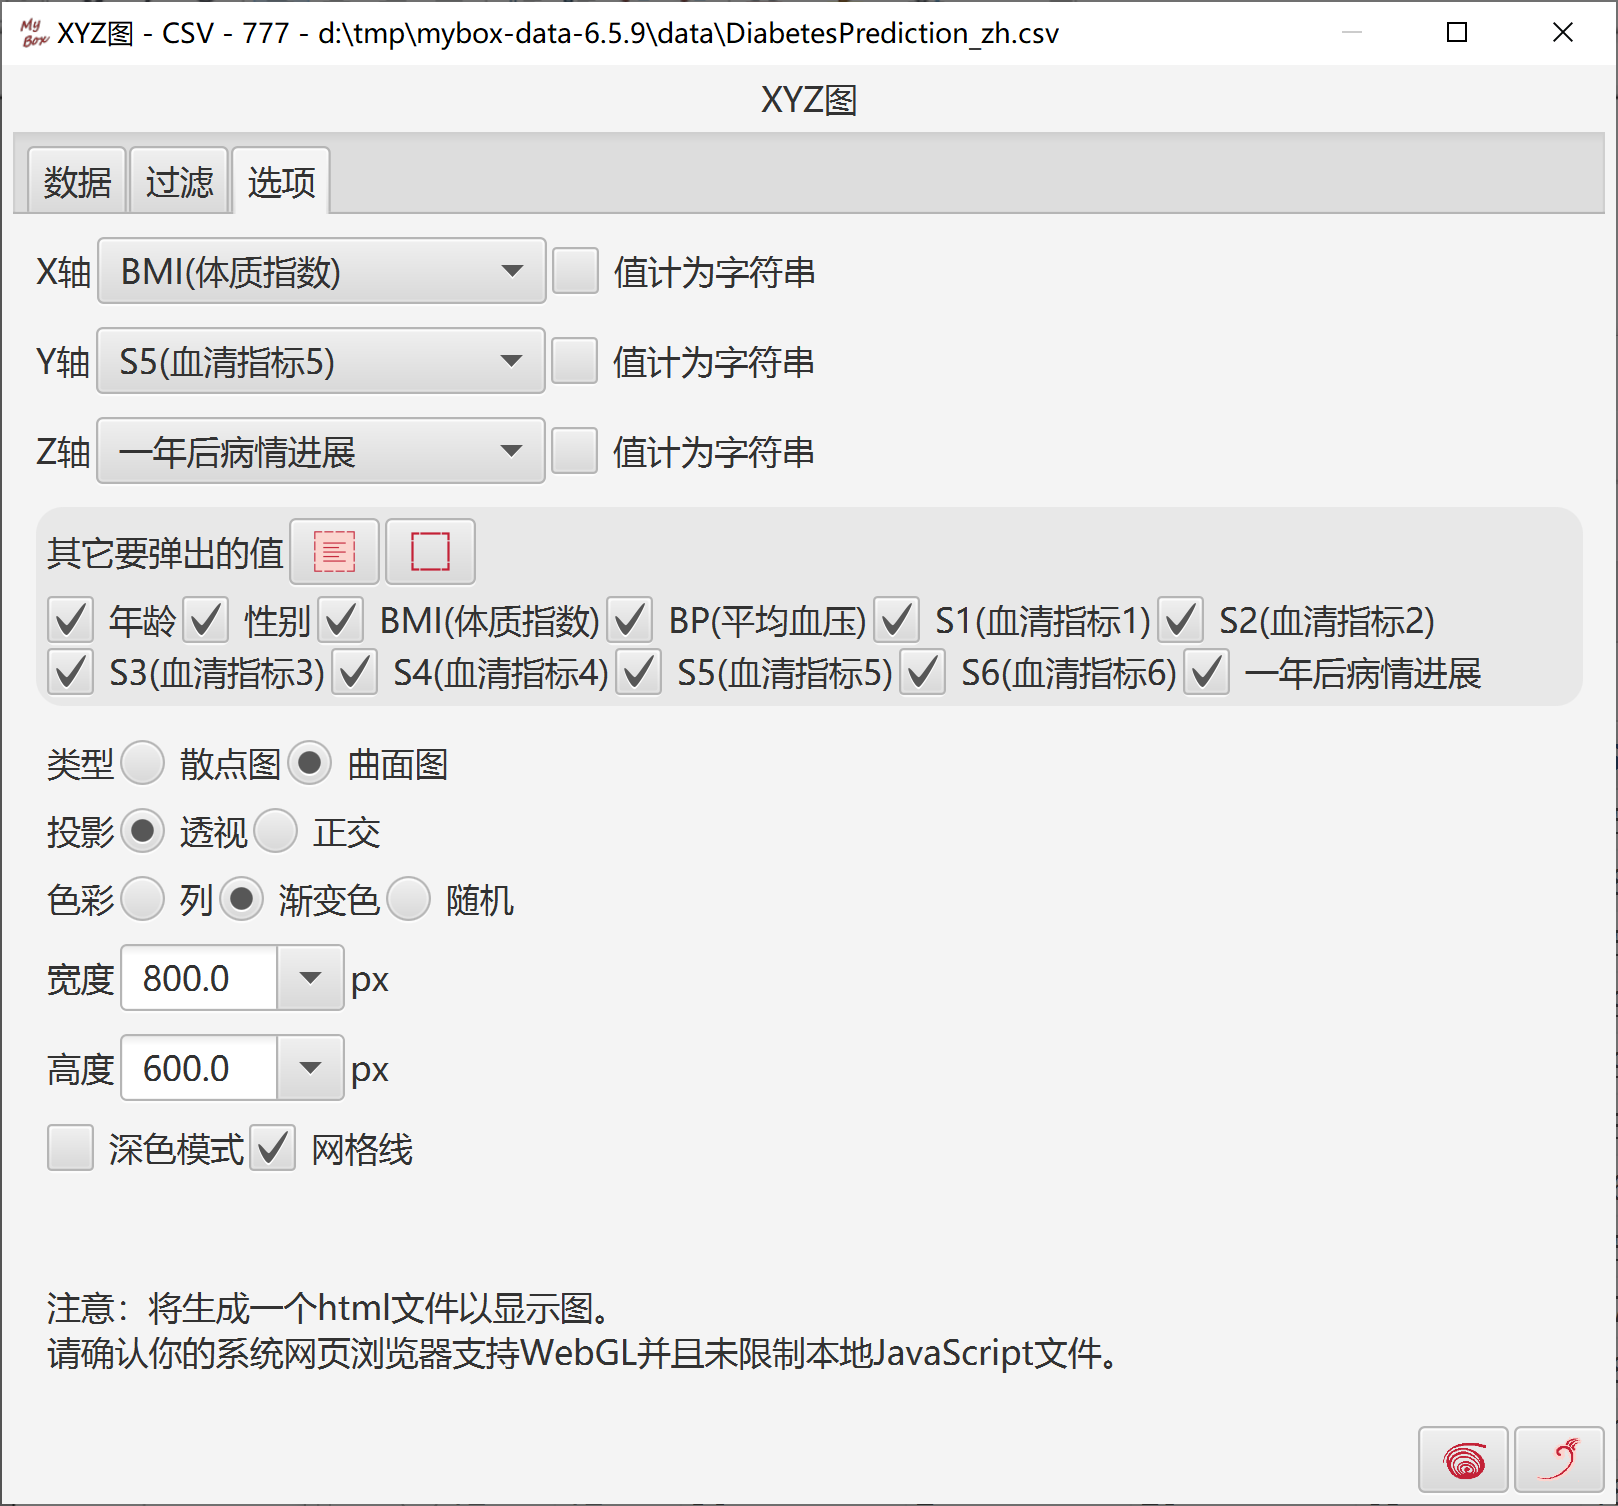 My Box XYZ图 - CSV - 777 - d:\tmp\mybox-data-6.5.9\data\DiabetesPrediction_zh.csv
XYZ图
数据 过滤 选项
X轴 BMI(体质指数) 值计为字符串
Y轴 S5(血清指标5) 值计为字符串
Z轴 一年后病情进展 值计为字符串
其它要弹出的值
年龄 性别 BMI(体质指数) BP(平均血压) S1(血清指标1) S2(血清指标2)
S3(血清指标3) S4(血清指标4) S5(血清指标5) S6(血清指标6) 一年后病情进展
类型 散点图 曲面图
投影 透视 正交
色彩 列 渐变色 随机
宽度 800.0 px
高度 600.0 px
深色模式 网格线
注意：将生成一个html文件以显示图。
请确认你的系统网页浏览器支持WebGL并且未限制本地JavaScript文件。